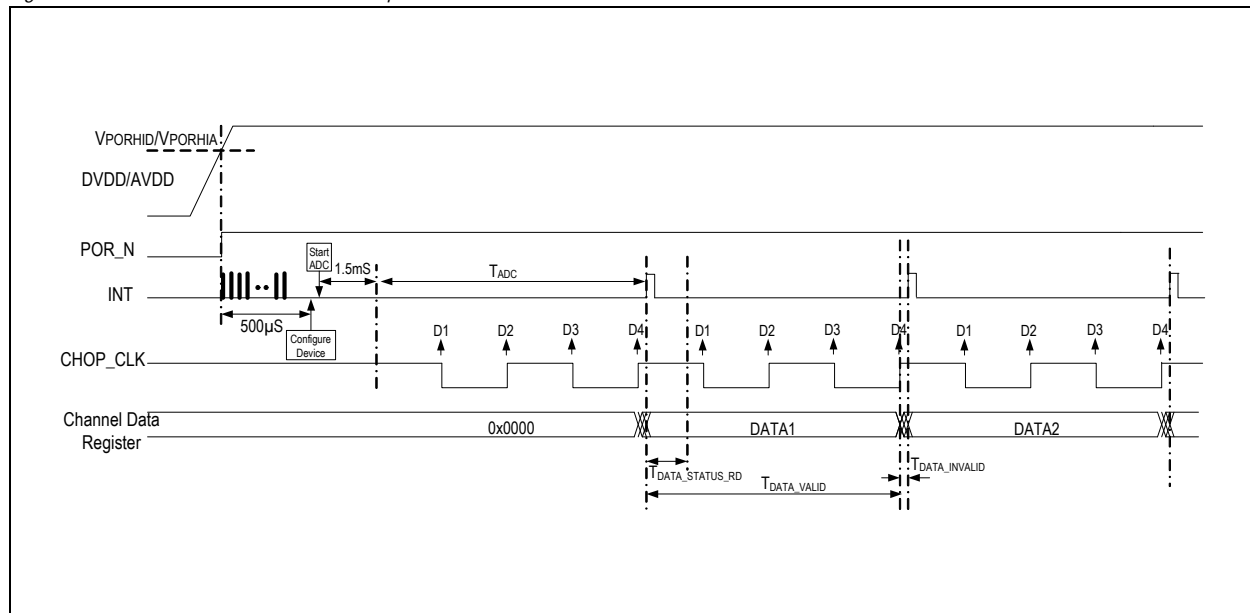 VPORHID/VPORHIA
DVDD/AVDD
POR_N
Start
ADC
1.5mS
TADC
INT
500µS
Configure
Device
D1 D2 D3 D4 D1 D2 D3 D4 D1 D2 D3 D4
CHOP_CLK
Channel Data
Register
0x0000 DATA1 DATA2
TDATA_STATUS_RD
TDATA_VALID
TDATA_INVALID